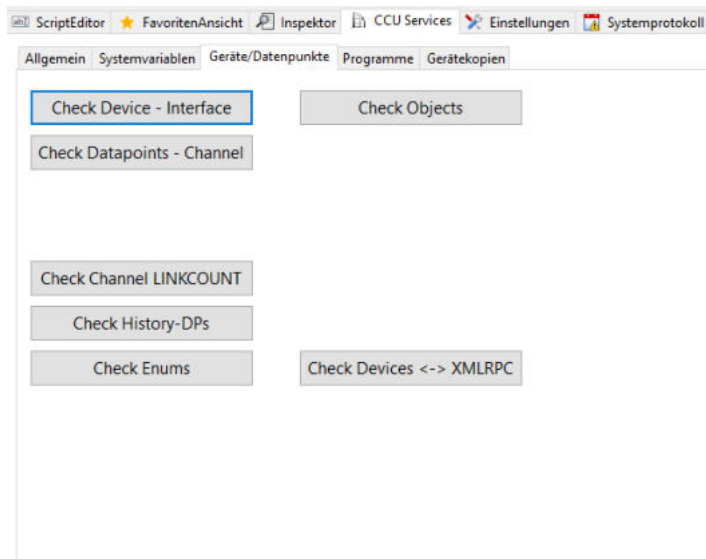 ScriptEditor FavoritenAnsicht Inspektor CCU Services Einstellungen Systemprotokoll
Allgemein Systemvariablen Geräte/Datenpunkte Programme Gerätekopien
Check Device - Interface Check Objects
Check Datapoints - Channel
Check Channel LINKCOUNT
Check History-DPs
Check Enums Check Devices <-> XMLRPC